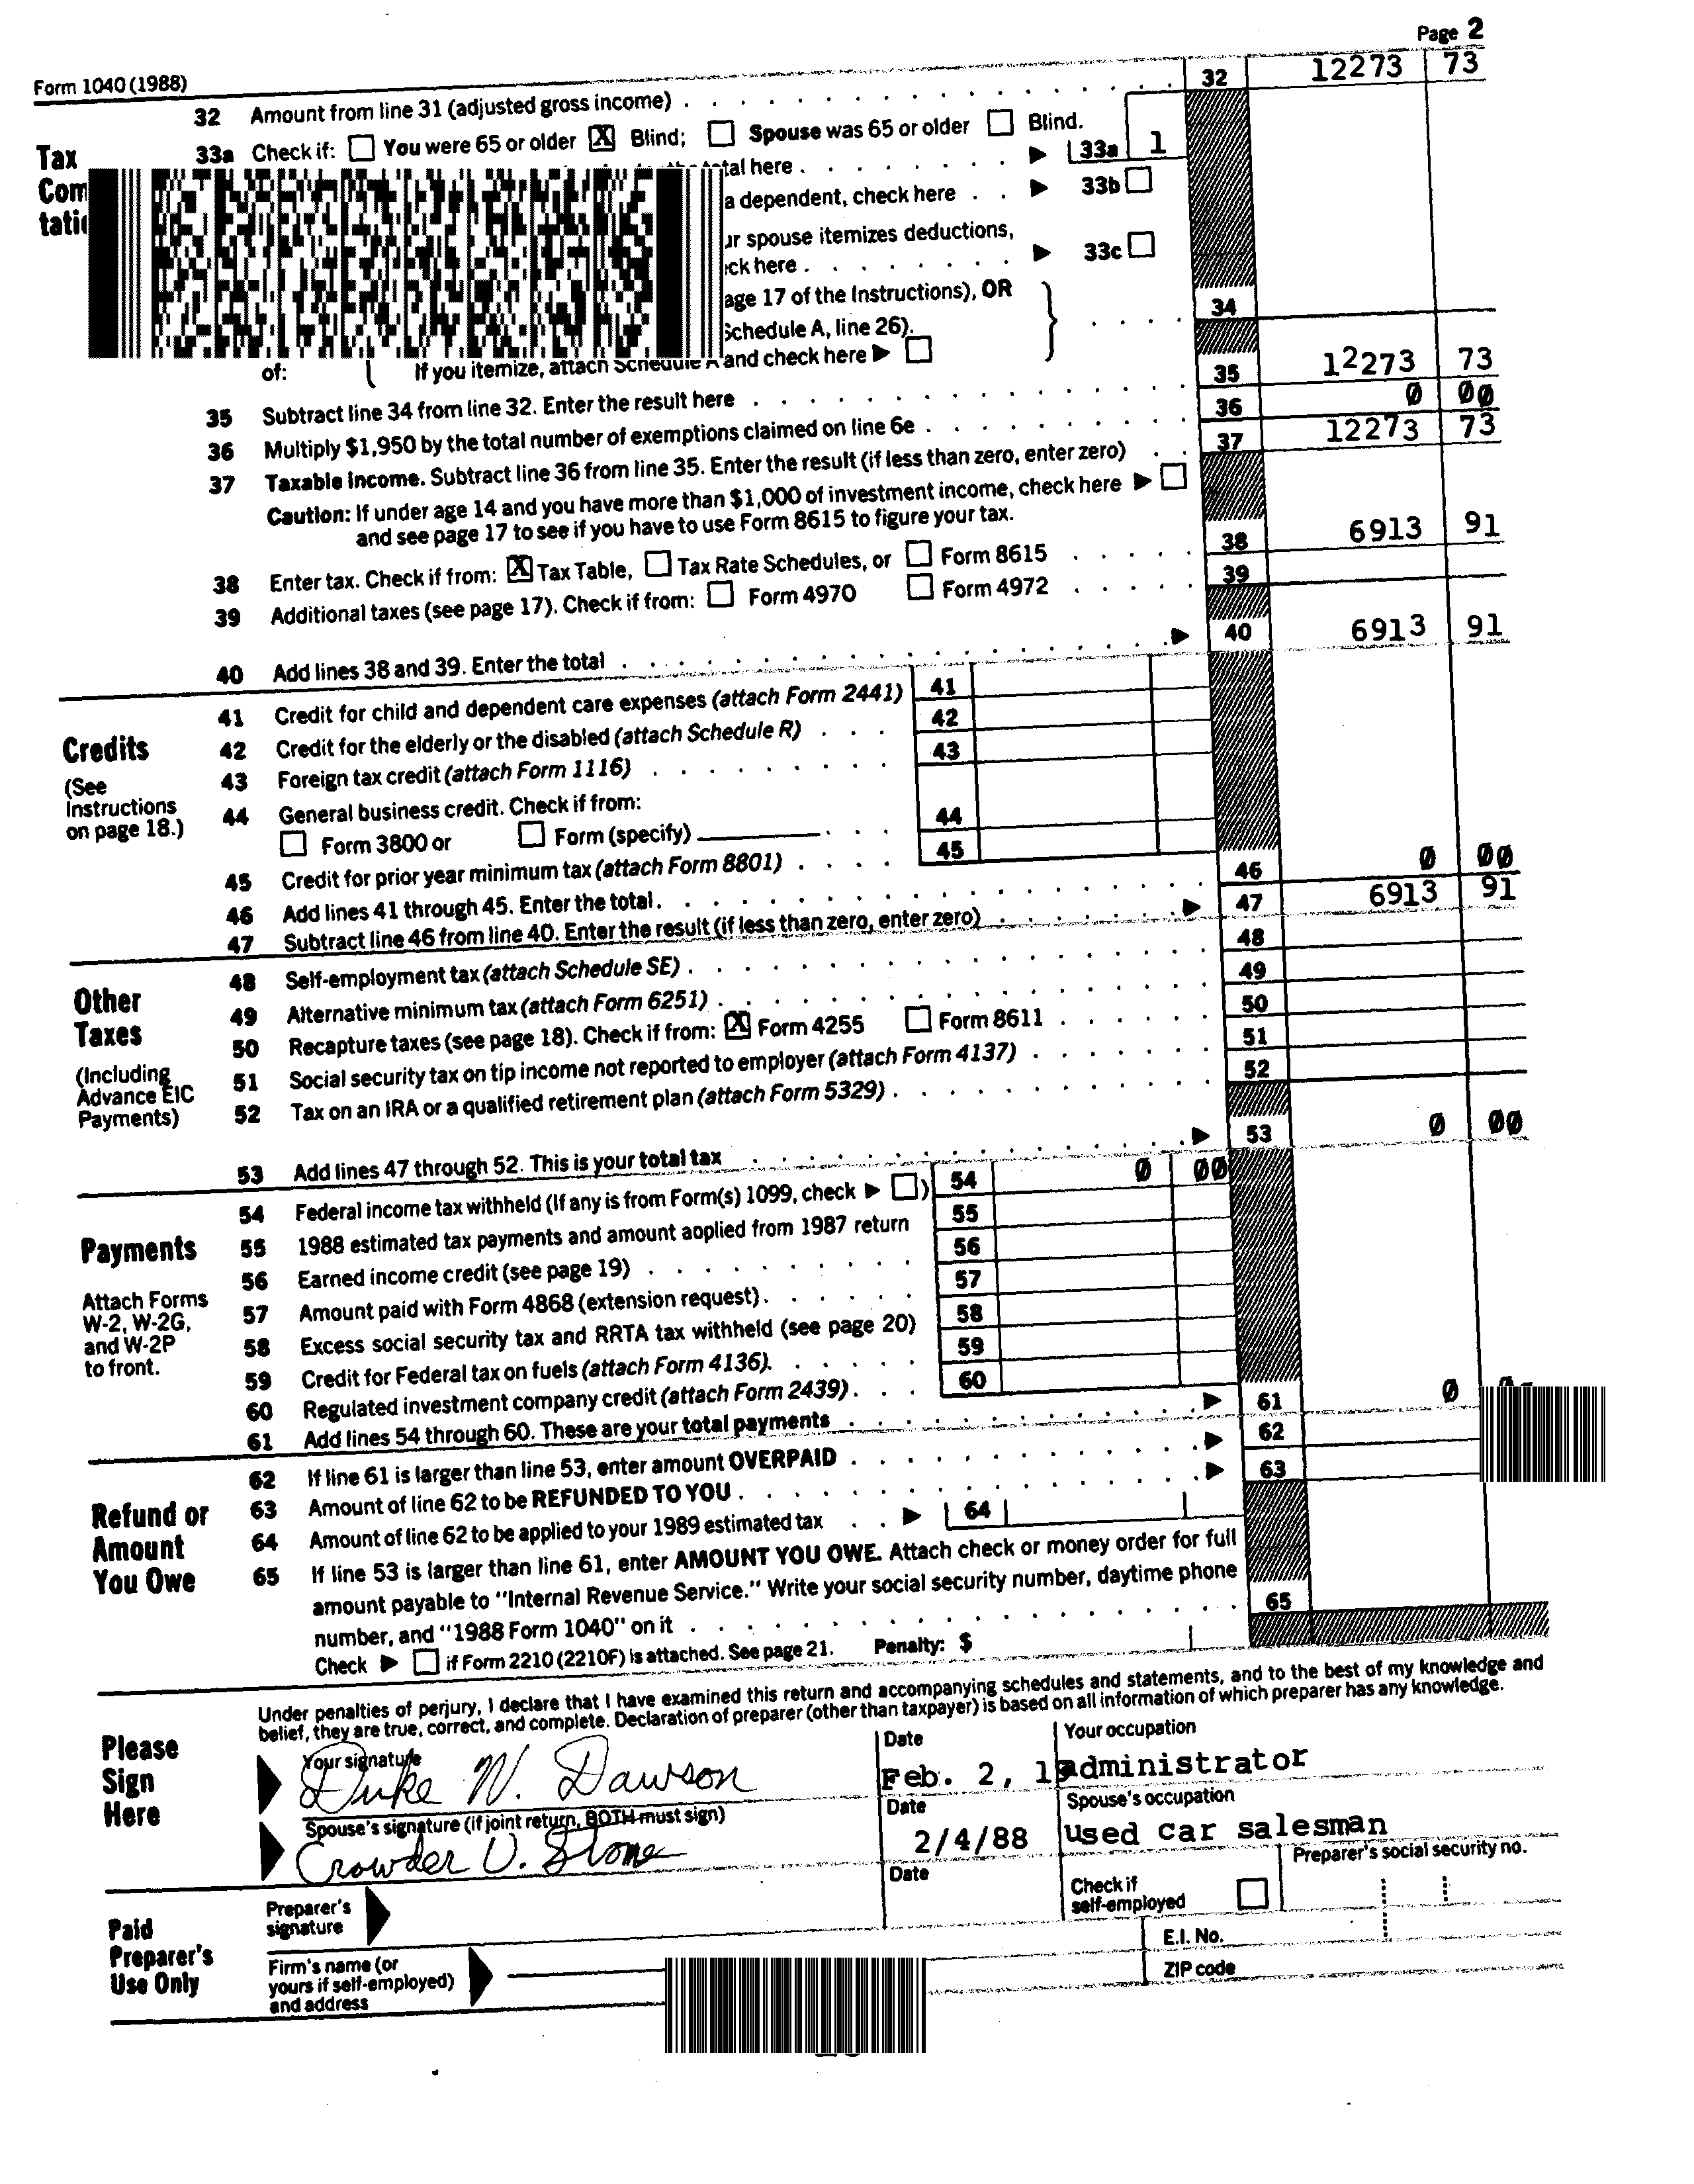 Page 2
Form 1040 (1988)
32 Amount from line 31 (adjusted gross income) 32 12273 73
Tax
33a Check if: You were 65 or older X Blind; Spouse was 65 or older Blind.
tal here 33a 1
a dependent, check here 33b
ur spouse itemizes deductions,
ck here 33c
age 17 of the Instructions), OR
34
Schedule A, line 26).
of: If you itemize, attach Schedule A and check here
35 Subtract line 34 from line 32. Enter the result here 35 12273 73
36 Multiply $1,950 by the total number of exemptions claimed on line 6e 36 0 00
37 Taxable Income. Subtract line 36 from line 35. Enter the result (if less than zero, enter zero) 37 12273 73
Caution: If under age 14 and you have more than $1,000 of investment income, check here
and see page 17 to see if you have to use Form 8615 to figure your tax.
38 Enter tax. Check if from: X Tax Table, Tax Rate Schedules, or Form 8615 38 6913 91
39 Additional taxes (see page 17). Check if from: Form 4970 Form 4972 39
40 Add lines 38 and 39. Enter the total 40 6913 91
Credits
(See
Instructions
on page 18.)
41 Credit for child and dependent care expenses (attach Form 2441) 41
42 Credit for the elderly or the disabled (attach Schedule R) 42
43 Foreign tax credit (attach Form 1116) 43
44 General business credit. Check if from:
Form 3800 or Form (specify) 44
45 Credit for prior year minimum tax (attach Form 8801) 45
46 Add lines 41 through 45. Enter the total. 46 0 00
47 Subtract line 46 from line 40. Enter the result (if less than zero, enter zero) 47 6913 91
Other
Taxes
(Including
Advance EIC
Payments)
48 Self-employment tax (attach Schedule SE) 48
49 Alternative minimum tax (attach Form 6251) 49
50 Recapture taxes (see page 18). Check if from: X Form 4255 Form 8611 50
51 Social security tax on tip income not reported to employer (attach Form 4137) 51
52 Tax on an IRA or a qualified retirement plan (attach Form 5329) 52
53 Add lines 47 through 52. This is your total tax 53 0 00
Payments
Attach Forms
W-2, W-2G,
and W-2P
to front.
54 Federal income tax withheld (If any is from Form(s) 1099, check ) 54 0 00
55 1988 estimated tax payments and amount applied from 1987 return 55
56 Earned income credit (see page 19) 56
57 Amount paid with Form 4868 (extension request) 57
58 Excess social security tax and RRTA tax withheld (see page 20) 58
59 Credit for Federal tax on fuels (attach Form 4136). 59
60 Regulated investment company credit (attach Form 2439) 60
61 Add lines 54 through 60. These are your total payments 61 0
Refund or
Amount
You Owe
62 If line 61 is larger than line 53, enter amount OVERPAID 62
63 Amount of line 62 to be REFUNDED TO YOU 63
64 Amount of line 62 to be applied to your 1989 estimated tax 64
65 If line 53 is larger than line 61, enter AMOUNT YOU OWE. Attach check or money order for full
amount payable to "Internal Revenue Service." Write your social security number, daytime phone
number, and "1988 Form 1040" on it 65
Check if Form 2210 (2210F) is attached. See page 21. Penalty: $
Please
Sign
Here
Under penalties of perjury, I declare that I have examined this return and accompanying schedules and statements, and to the best of my knowledge and
belief, they are true, correct, and complete. Declaration of preparer (other than taxpayer) is based on all information of which preparer has any knowledge.
Your signature Date Your occupation
Duke W. Dawson Feb. 2, 19 administrator
Spouse's signature (if joint return, BOTH must sign) Date Spouse's occupation
Crowder U. Stone 2/4/88 used car salesman
Paid
Preparer's
Use Only
Preparer's
signature
Date
Check if
self-employed
Preparer's social security no.
Firm's name (or
yours if self-employed)
and address
E.I. No.
ZIP code